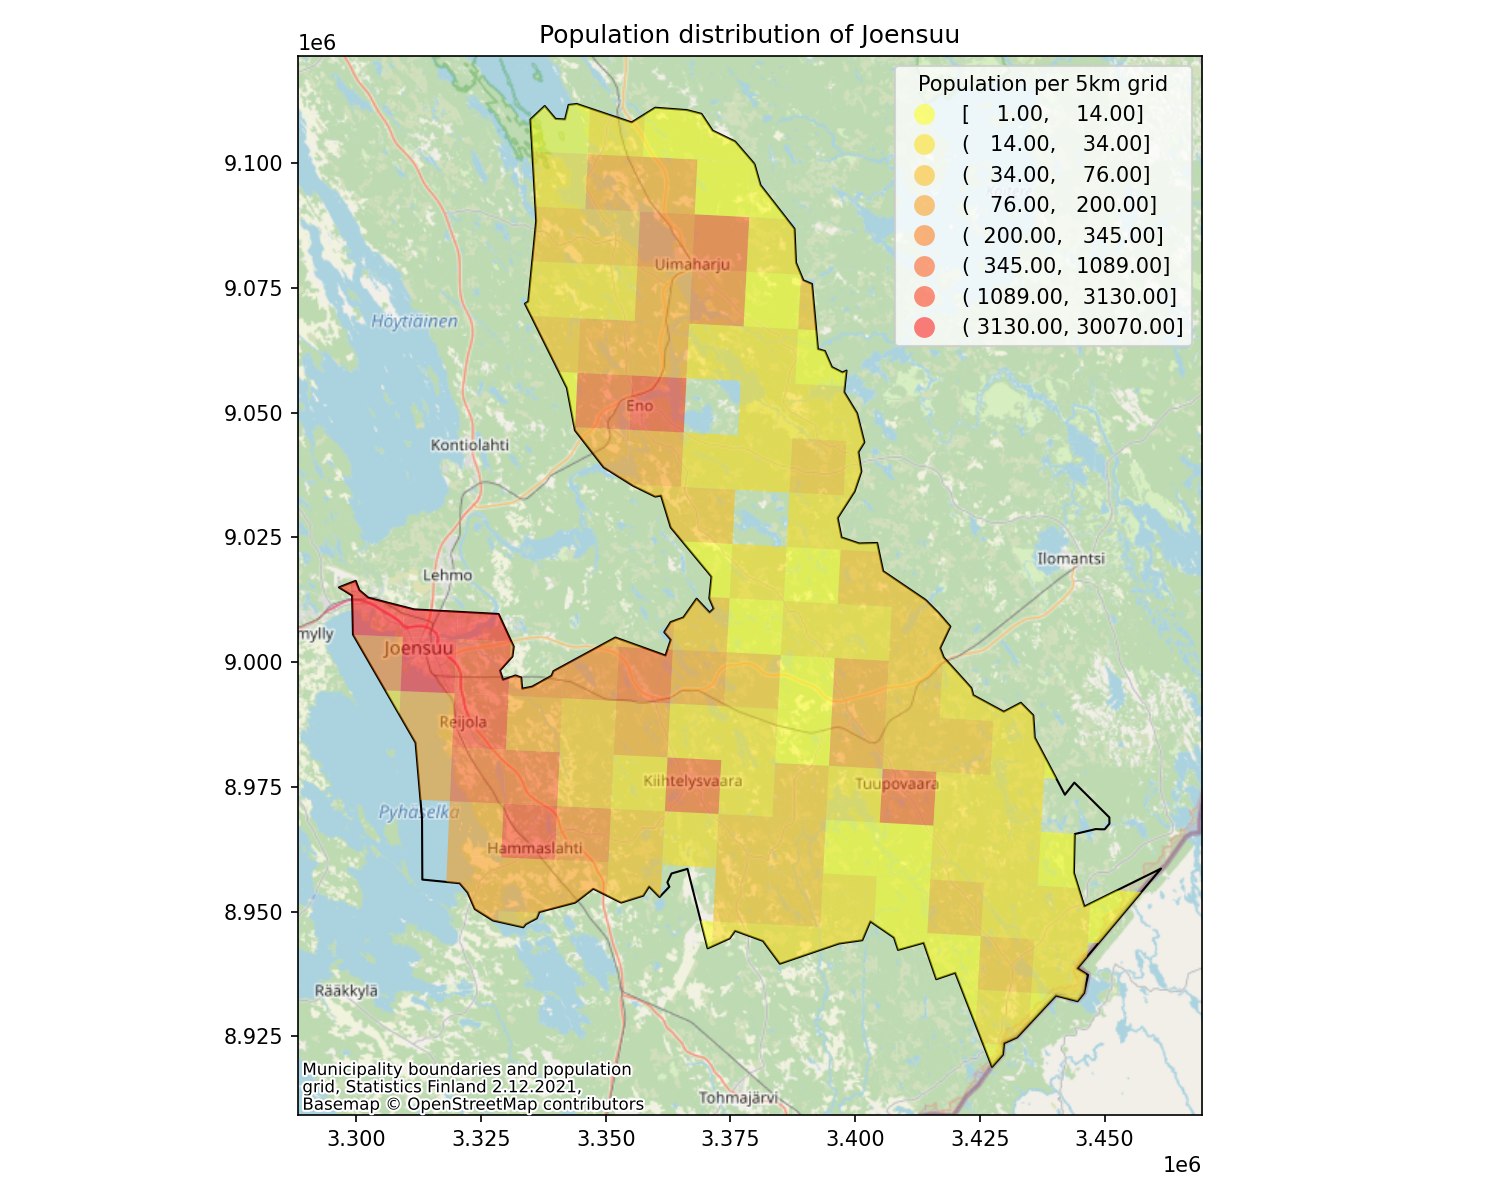 Population distribution of Joensuu
1e6
Population per 5km grid
[    1.00,    14.00]
(   14.00,    34.00]
(   34.00,    76.00]
(   76.00,   200.00]
(  200.00,   345.00]
(  345.00,  1089.00]
( 1089.00,  3130.00]
( 3130.00, 30070.00]
9.100
9.075
9.050
9.025
9.000
8.975
8.950
8.925
Uimaharju
Höytiäinen
Eno
Kontiolahti
Ilomantsi
Lehmo
mylly
Joensuu
Reijola
Kiihtelysvaara
Tuupovaara
Pyhäselkä
Hammaslahti
Rääkkylä
Tohmajärvi
Municipality boundaries and population
grid, Statistics Finland 2.12.2021,
Basemap © OpenStreetMap contributors
3.300
3.325
3.350
3.375
3.400
3.425
3.450
1e6